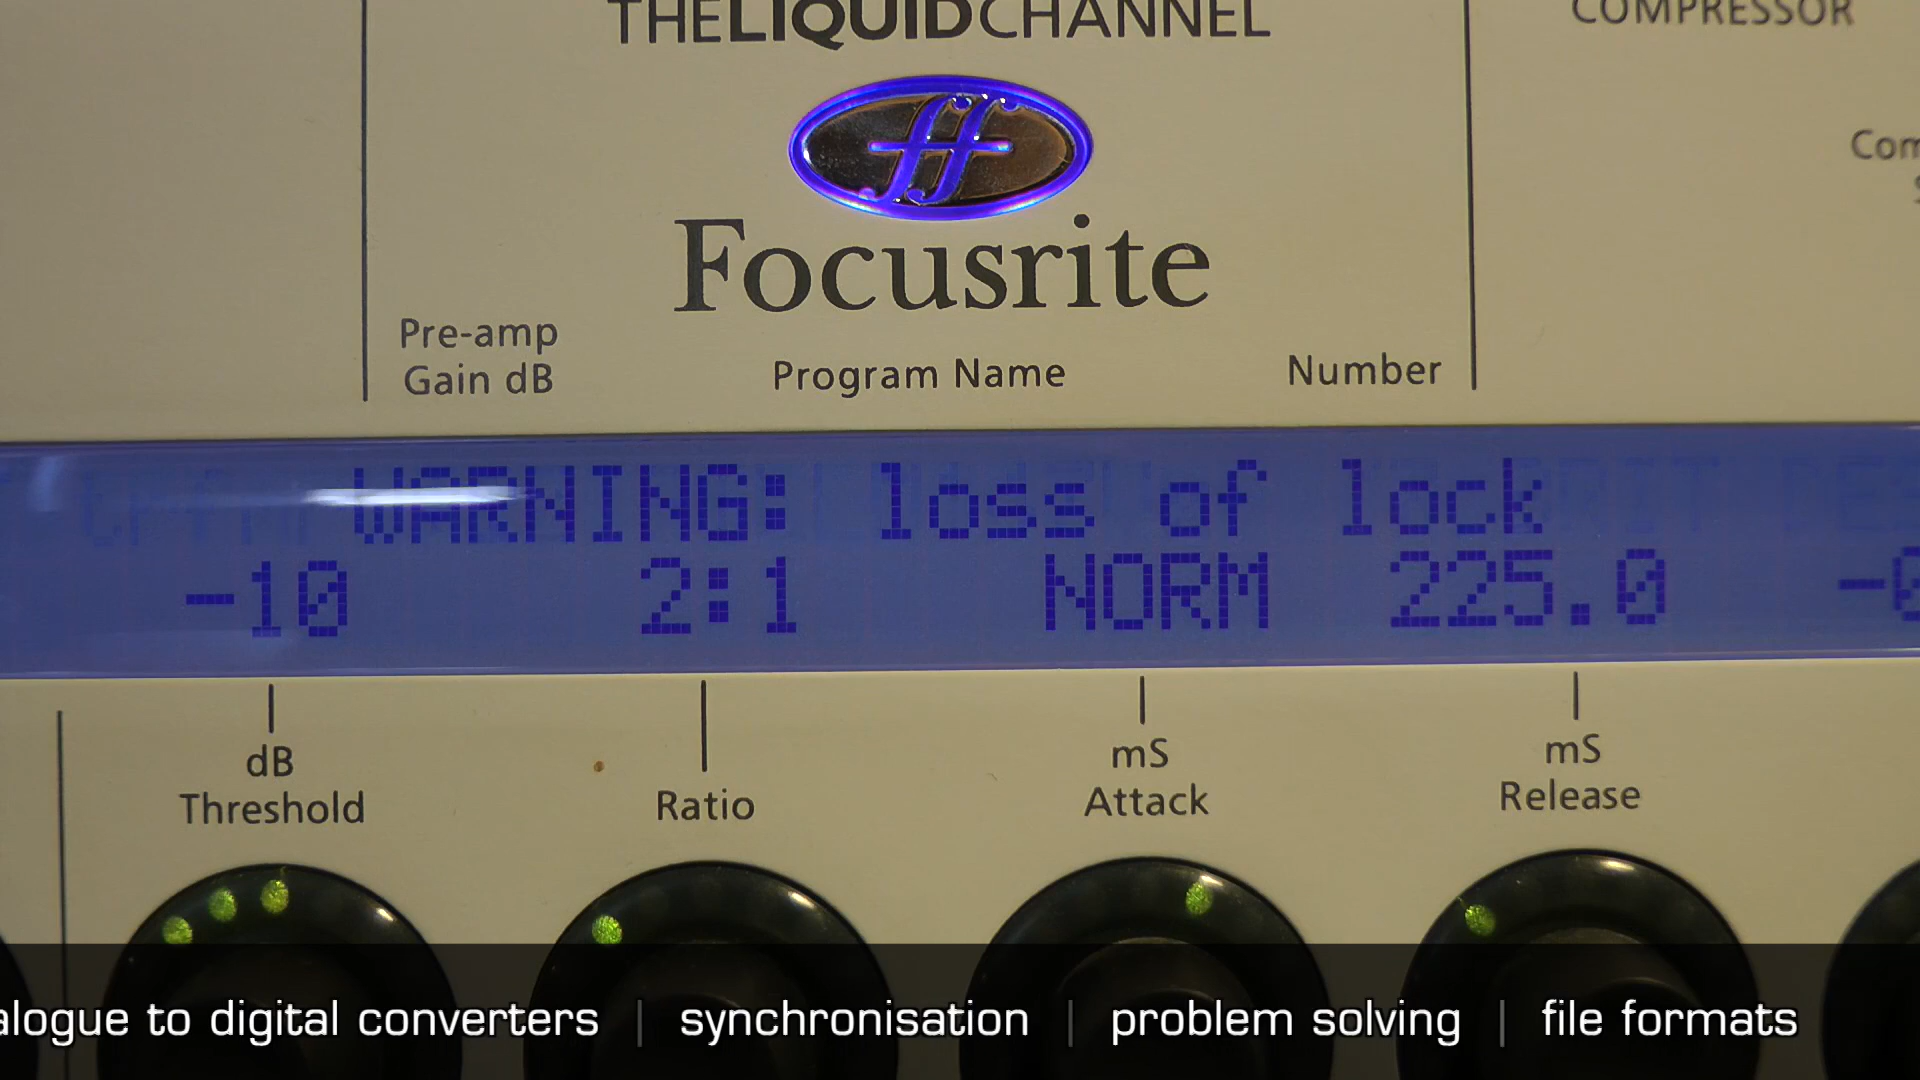 THELIQUIDCHANNEL
COMPRESSOR
Focusrite
Pre-amp
Gain dB
Program Name
Number
WARNING: loss of lock
-10 2:1 NORM 225.0
dB
Threshold
Ratio
mS
Attack
mS
Release
alogue to digital converters | synchronisation | problem solving | file formats